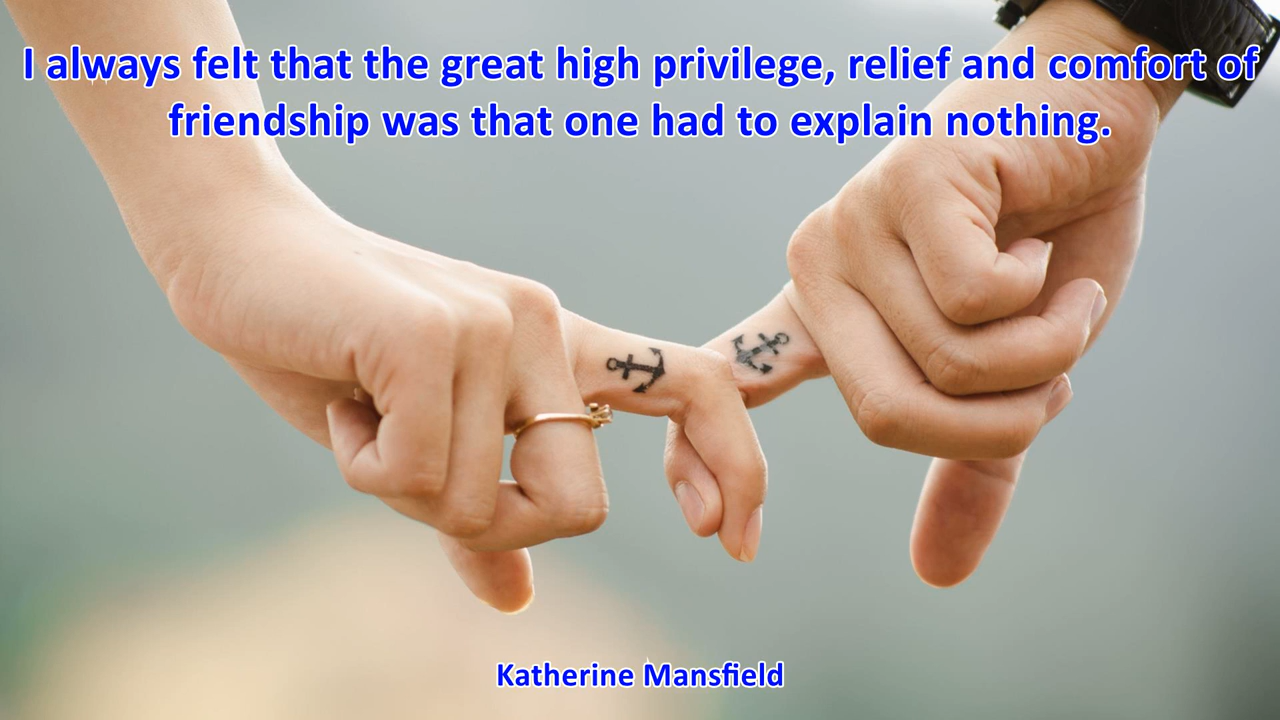 I always felt that the great high privilege, relief and comfort of
friendship was that one had to explain nothing.
Katherine Mansfield